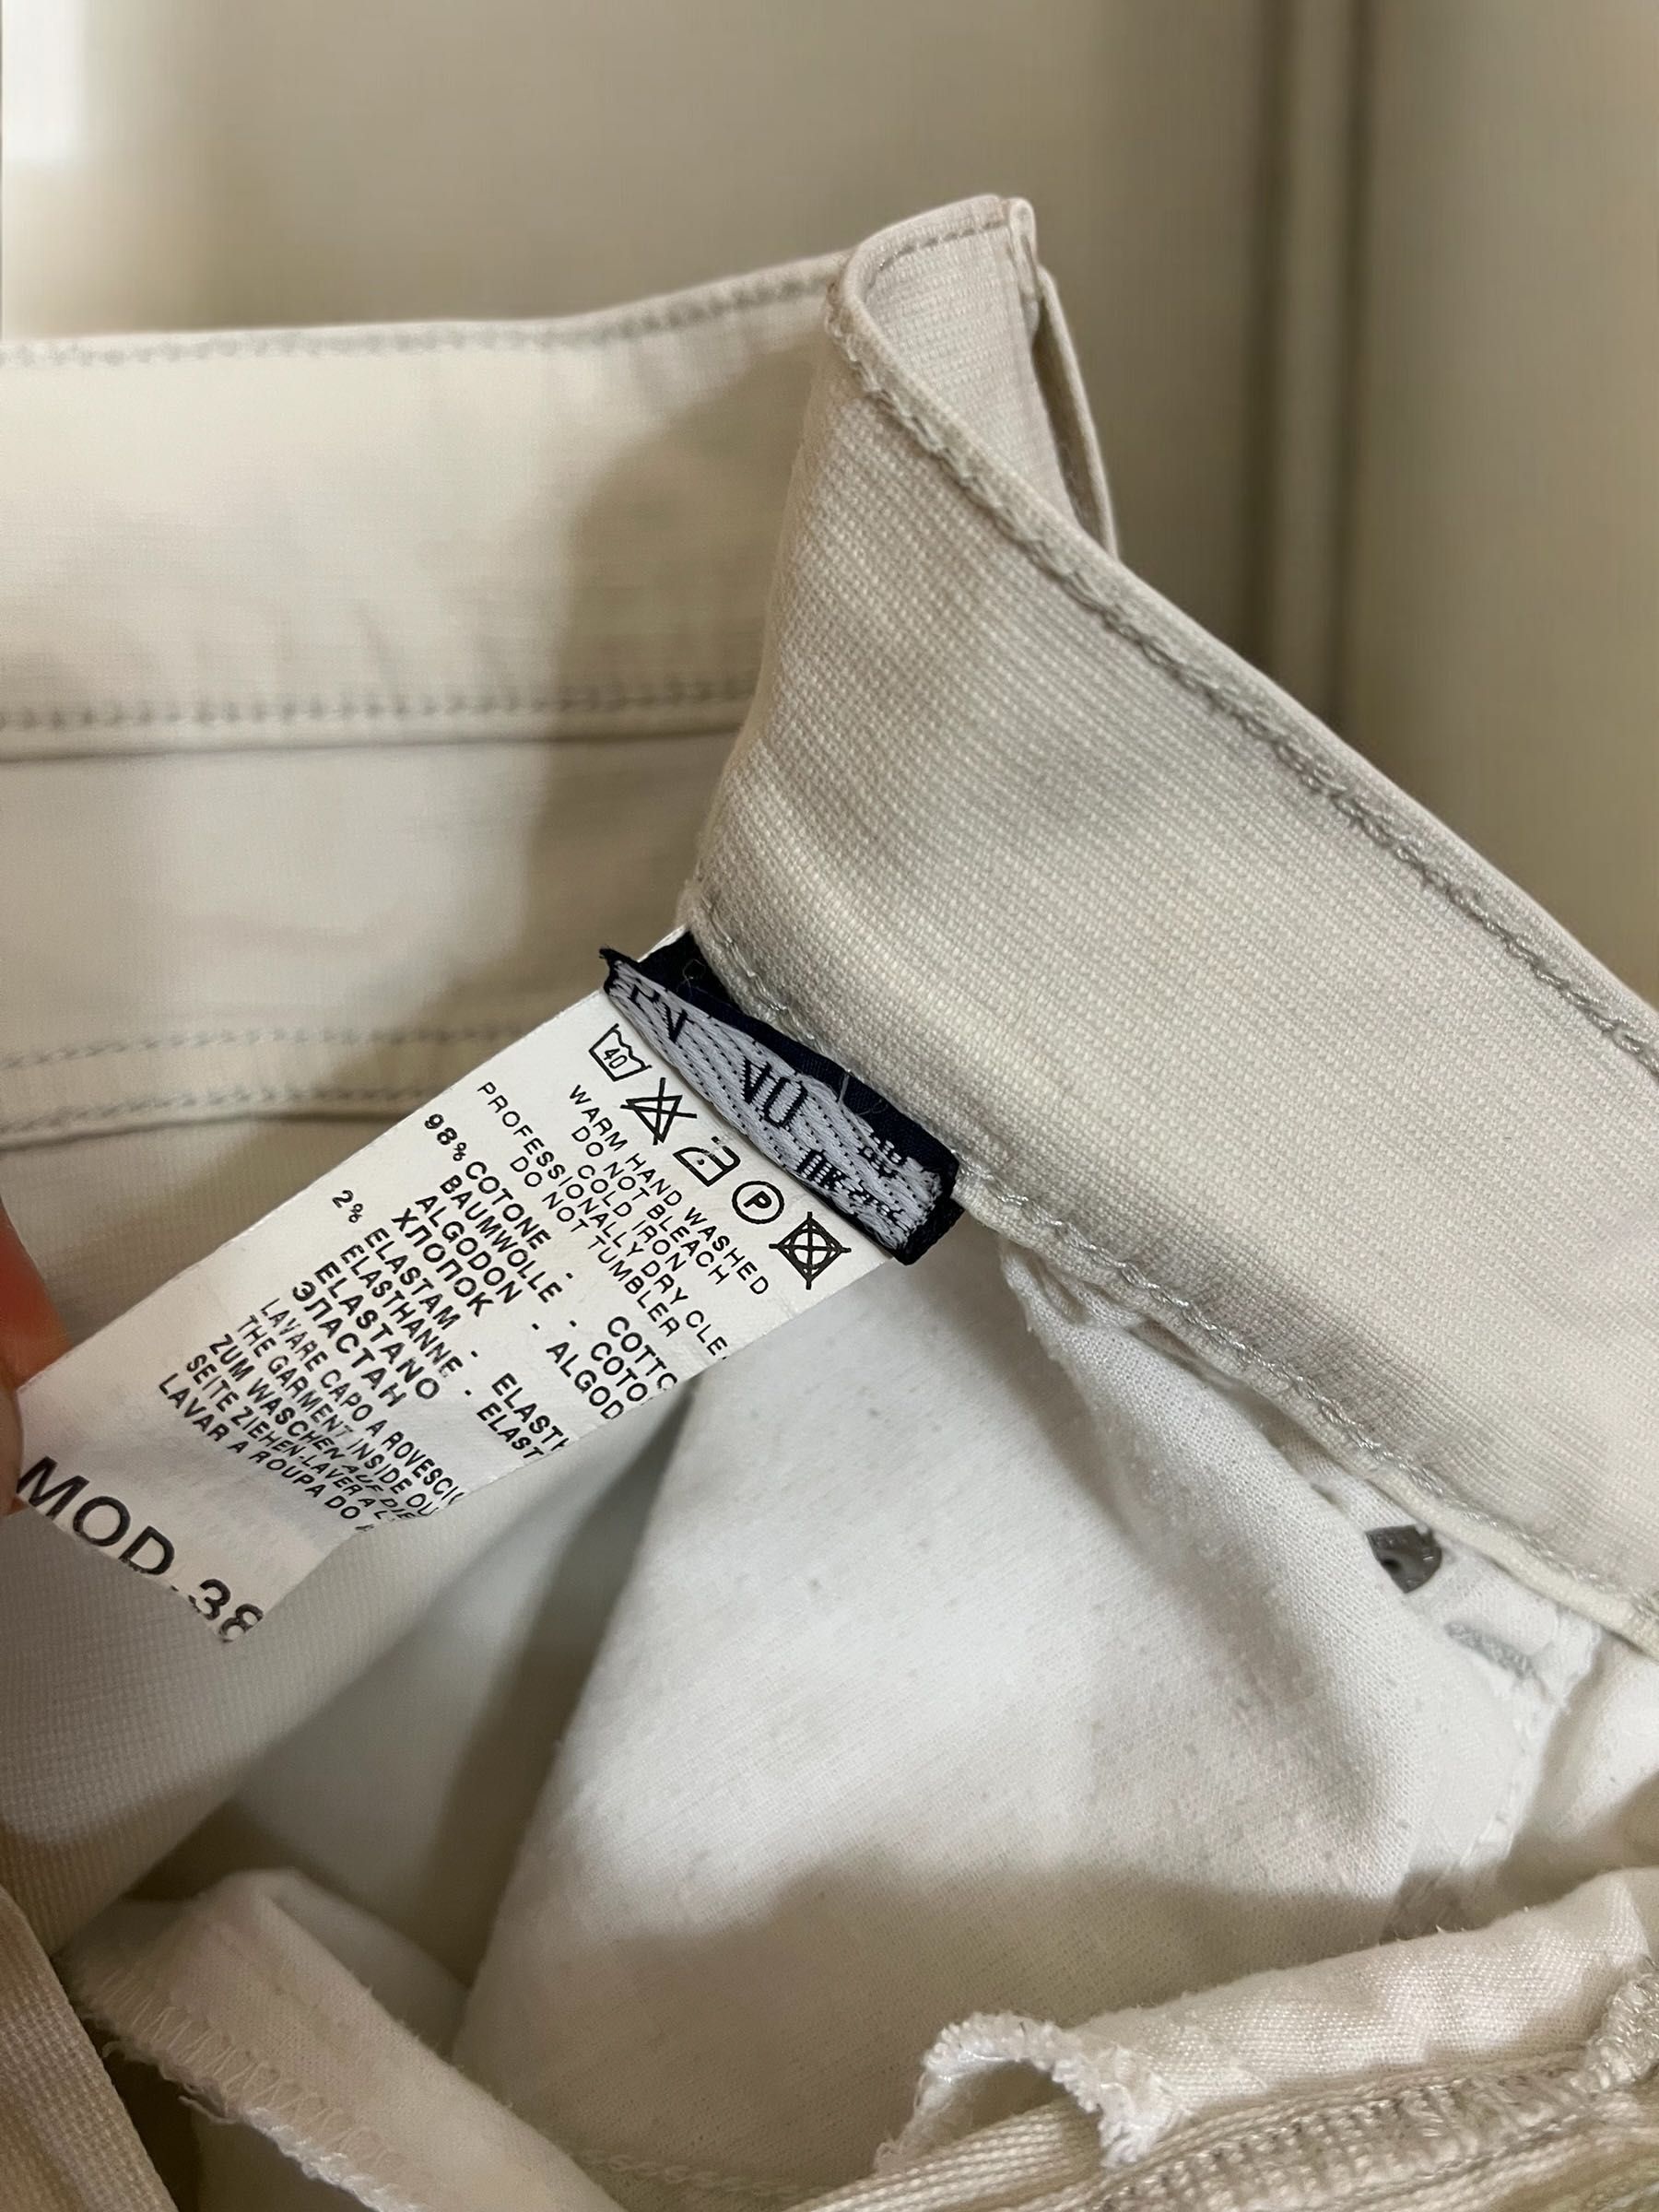 40
P
WARM HAND WASHED
DO NOT BLEACH
COLD IRON
PROFESSIONALLY DRY CLE
DO NOT TUMBLER
98% COTONE - COTTO
BAUMWOLLE - COTO
ALGODON - ALGOD
ХЛОПОК
2% ELASTAM - ELASTH
ELASTHANNE - ELAST
ELASTANO
ЭЛАСТАН
LAVARE CAPO A ROVESCI
THE GARMENT INSIDE OU
ZUM WASCHEN AUF DIE
SEITE ZIEHEN-LAVER A L
LAVAR A ROUPA DO
MOD.38